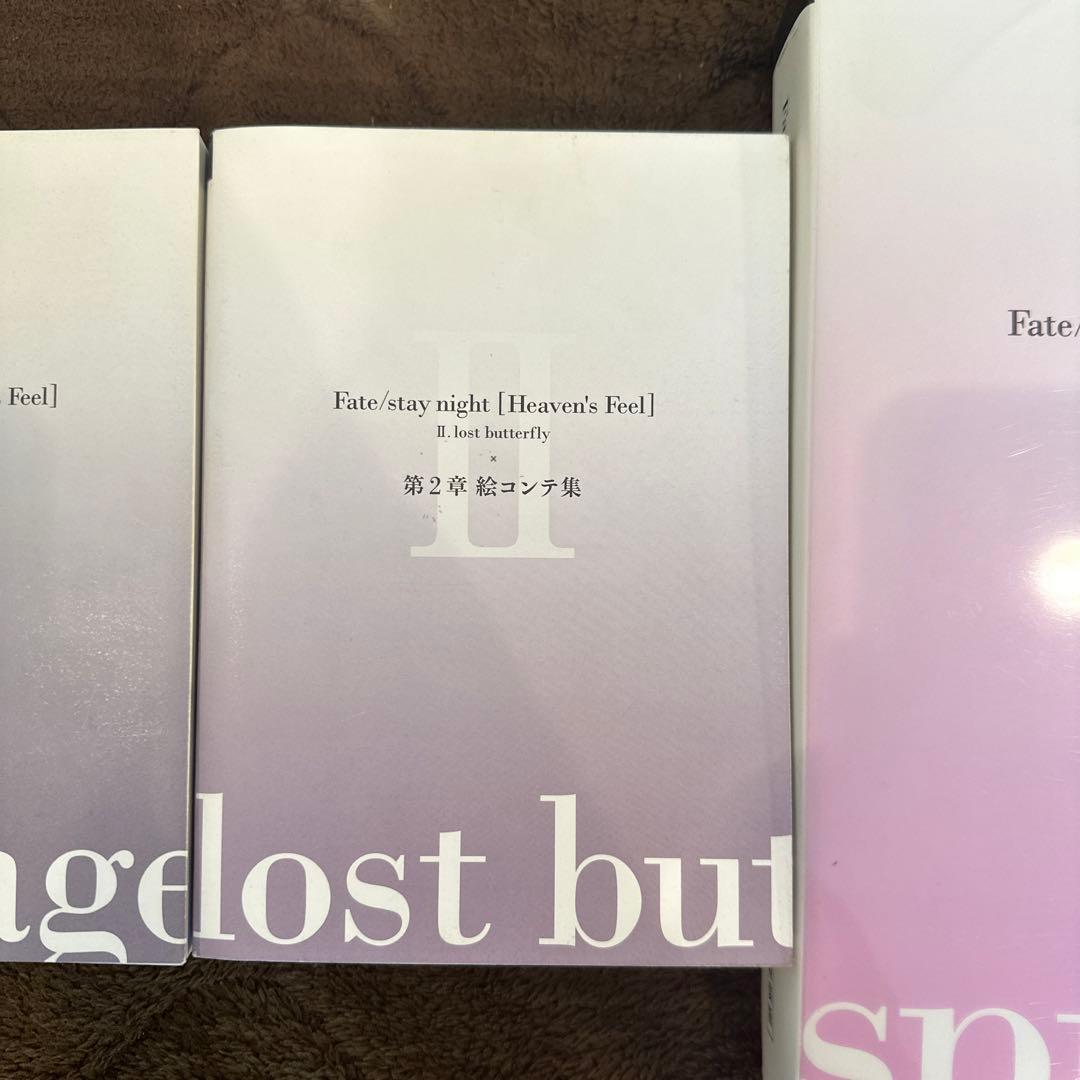 Feel]
age
Fate/stay night [Heaven's Feel]
II. lost butterfly
×
第2章 絵コンテ集
II
lost but
Fate/
sp